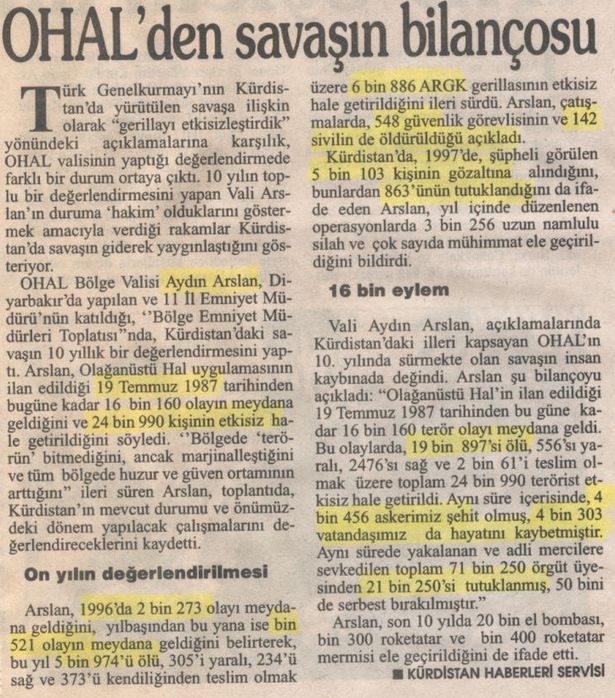 OHAL'den savaşın bilançosu
Türk Genelkurmayı'nın Kürdis-
tan'da yürütülen savaşa ilişkin
olarak "gerillayı etkisizleştirdik"
yönündeki açıklamalarına karşılık,
OHAL valisinin yaptığı değerlendirmede
farklı bir durum ortaya çıktı. 10 yılın top-
lu bir değerlendirmesini yapan Vali Ars-
lan'ın duruma 'hakim' olduklarını göster-
mek amacıyla verdiği rakamlar Kürdis-
tan'da savaşın giderek yaygınlaştığını gös-
teriyor.
OHAL Bölge Valisi Aydın Arslan, Di-
yarbakır'da yapılan ve 11 İl Emniyet Mü-
dürü'nün katıldığı, ''Bölge Emniyet Mü-
dürleri Toplatısı"nda, Kürdistan'daki sa-
vaşın 10 yıllık bir değerlendirmesini yap-
tı. Arslan, Olağanüstü Hal uygulamasının
ilan edildiği 19 Temmuz 1987 tarihinden
bugüne kadar 16 bin 160 olayın meydana
geldiğini ve 24 bin 990 kişinin etkisiz ha-
le getirildiğini söyledi. ''Bölgede 'terö-
rün' bitmediğini, ancak marjinalleştiğini
ve tüm bölgede huzur ve güven ortamının
arttığını" ileri süren Arslan, toplantıda,
Kürdistan'ın mevcut durumu ve önümüz-
deki dönem yapılacak çalışmalarını de-
ğerlendireceklerini kaydetti.
On yılın değerlendirilmesi
Arslan, 1996'da 2 bin 273 olayı meyda-
na geldiğini, yılbaşından bu yana ise bin
521 olayın meydana geldiğini belirterek,
bu yıl 5 bin 974'ü ölü, 305'i yaralı, 234'ü
sağ ve 373'ü kendiliğinden teslim olmak
üzere 6 bin 886 ARGK gerillasının etkisiz
hale getirildiğini ileri sürdü. Arslan, çatış-
malarda, 548 güvenlik görevlisinin ve 142
sivilin de öldürüldüğü açıkladı.
Kürdistan'da, 1997'de, şüpheli görülen
5 bin 103 kişinin gözaltına alındığını,
bunlardan 863'ünün tutuklandığını da ifa-
de eden Arslan, yıl içinde düzenlenen
operasyonlarda 3 bin 256 uzun namlulu
silah ve çok sayıda mühimmat ele geçiril-
diğini bildirdi.
16 bin eylem
Vali Aydın Arslan, açıklamalarında
Kürdistan'daki illeri kapsayan OHAL'ın
10. yılında sürmekte olan savaşın insan
kaybınada değindi. Arslan şu bilançoyu
açıkladı: "Olağanüstü Hal'in ilan edildiği
19 Temmuz 1987 tarihinden bu güne ka-
dar 16 bin 160 terör olayı meydana geldi.
Bu olaylarda, 19 bin 897'si ölü, 556'sı ya-
ralı, 2476'sı sağ ve 2 bin 61'i teslim ol-
mak üzere toplam 24 bin 990 terörist et-
kisiz hale getirildi. Aynı süre içerisinde, 4
bin 456 askerimiz şehit olmuş, 4 bin 303
vatandaşımız da hayatını kaybetmiştir.
Aynı sürede yakalanan ve adli mercilere
sevkedilen toplam 71 bin 250 örgüt üye-
sinden 21 bin 250'si tutuklanmış, 50 bini
de serbest bırakılmıştır."
Arslan, son 10 yılda 20 bin el bombası,
bin 300 roketatar ve bin 400 roketatar
mermisi ele geçirildiğini de ifade etti.
■ KÜRDİSTAN HABERLERİ SERVİSİ